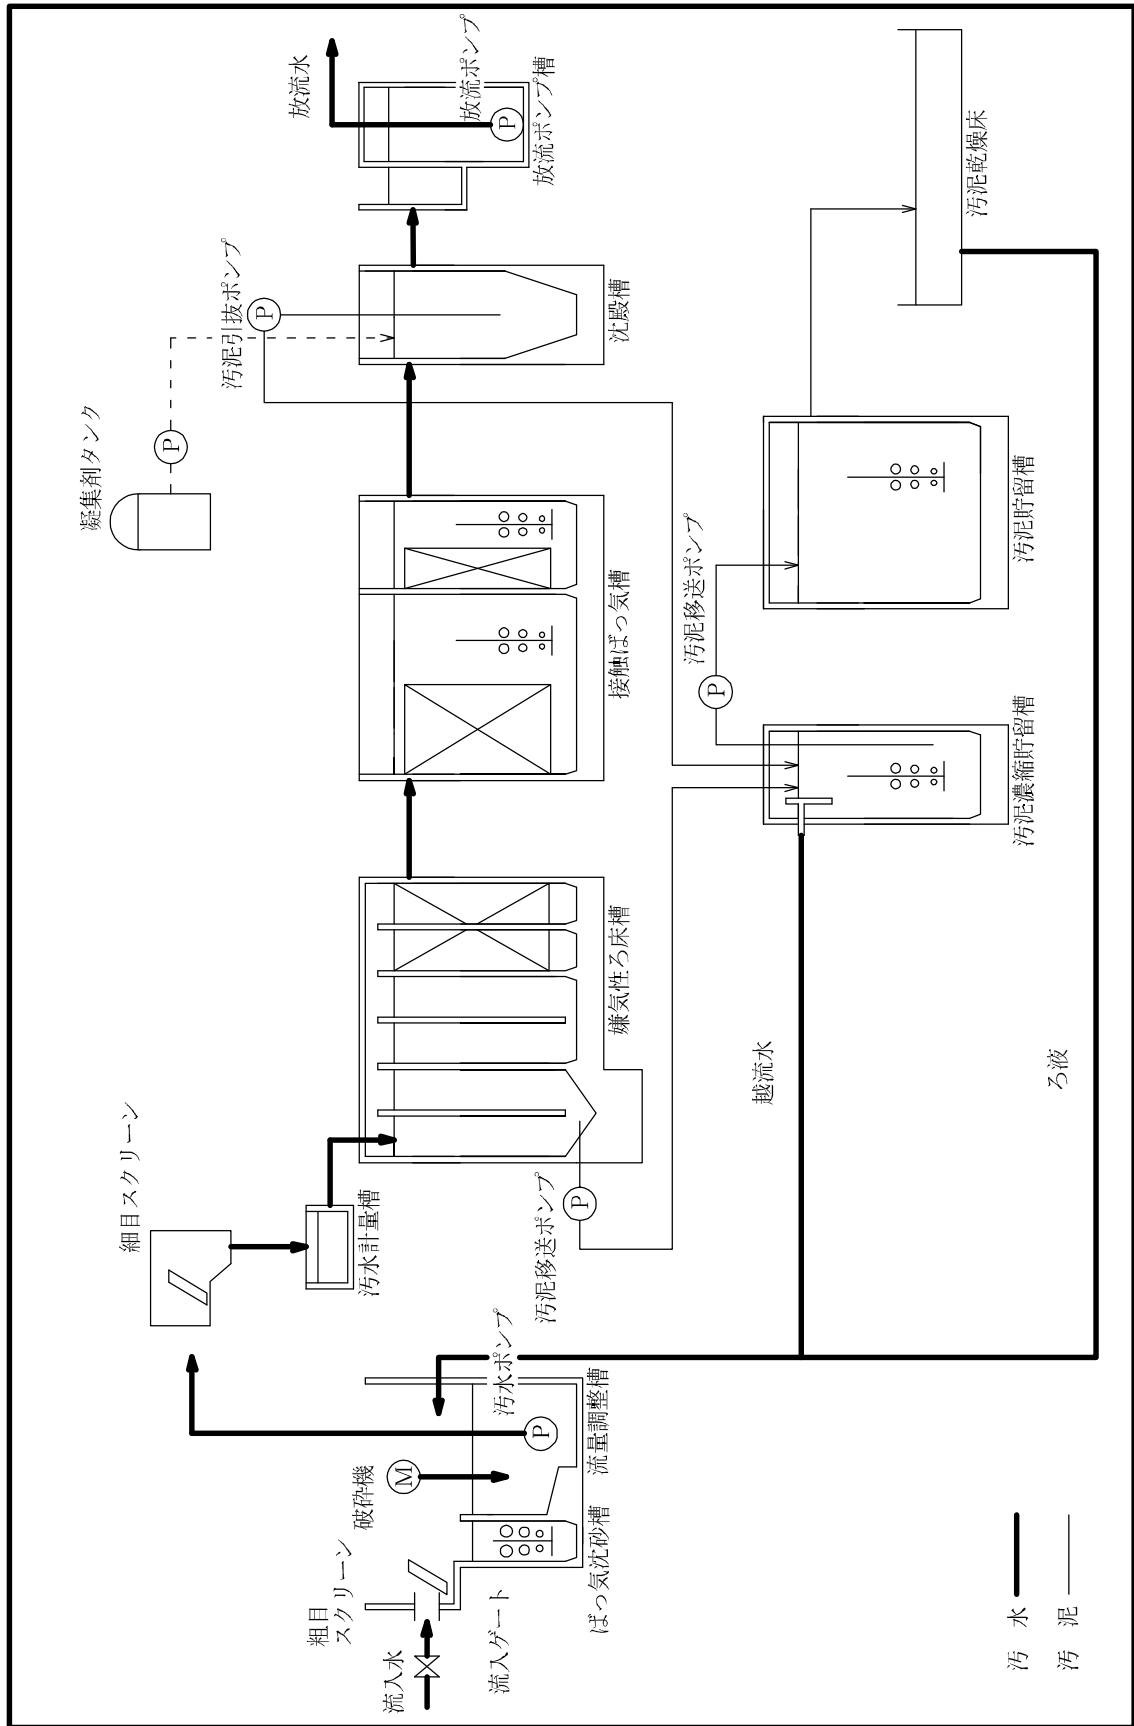 流入水
流入ゲート
粗目
スクリーン
ばっ気沈砂槽
破砕機
M
流量調整槽
汚水ポンプ
P
細目スクリーン
汚水計量槽
汚泥移送ポンプ
P
嫌気性ろ床槽
接触ばっ気槽
凝集剤タンク
P
汚泥引抜ポンプ
P
沈殿槽
放流水
放流ポンプ
P
放流ポンプ槽
汚泥濃縮貯留槽
汚泥移送ポンプ
P
汚泥貯留槽
汚泥乾燥床
越流水
ろ液
汚 水
汚 泥